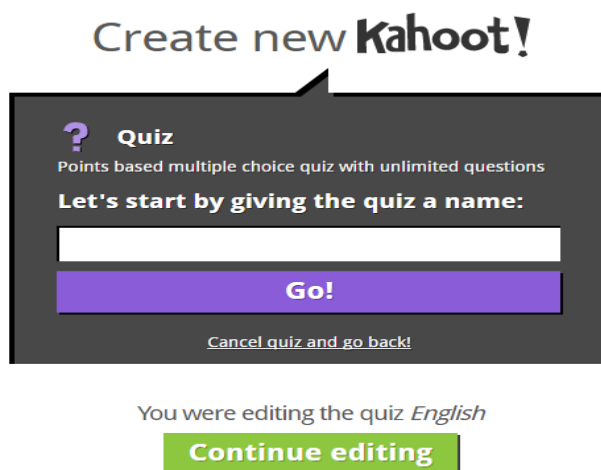 Create new Kahoot!
? Quiz
Points based multiple choice quiz with unlimited questions
Let's start by giving the quiz a name:
Go!
Cancel quiz and go back!
You were editing the quiz English
Continue editing